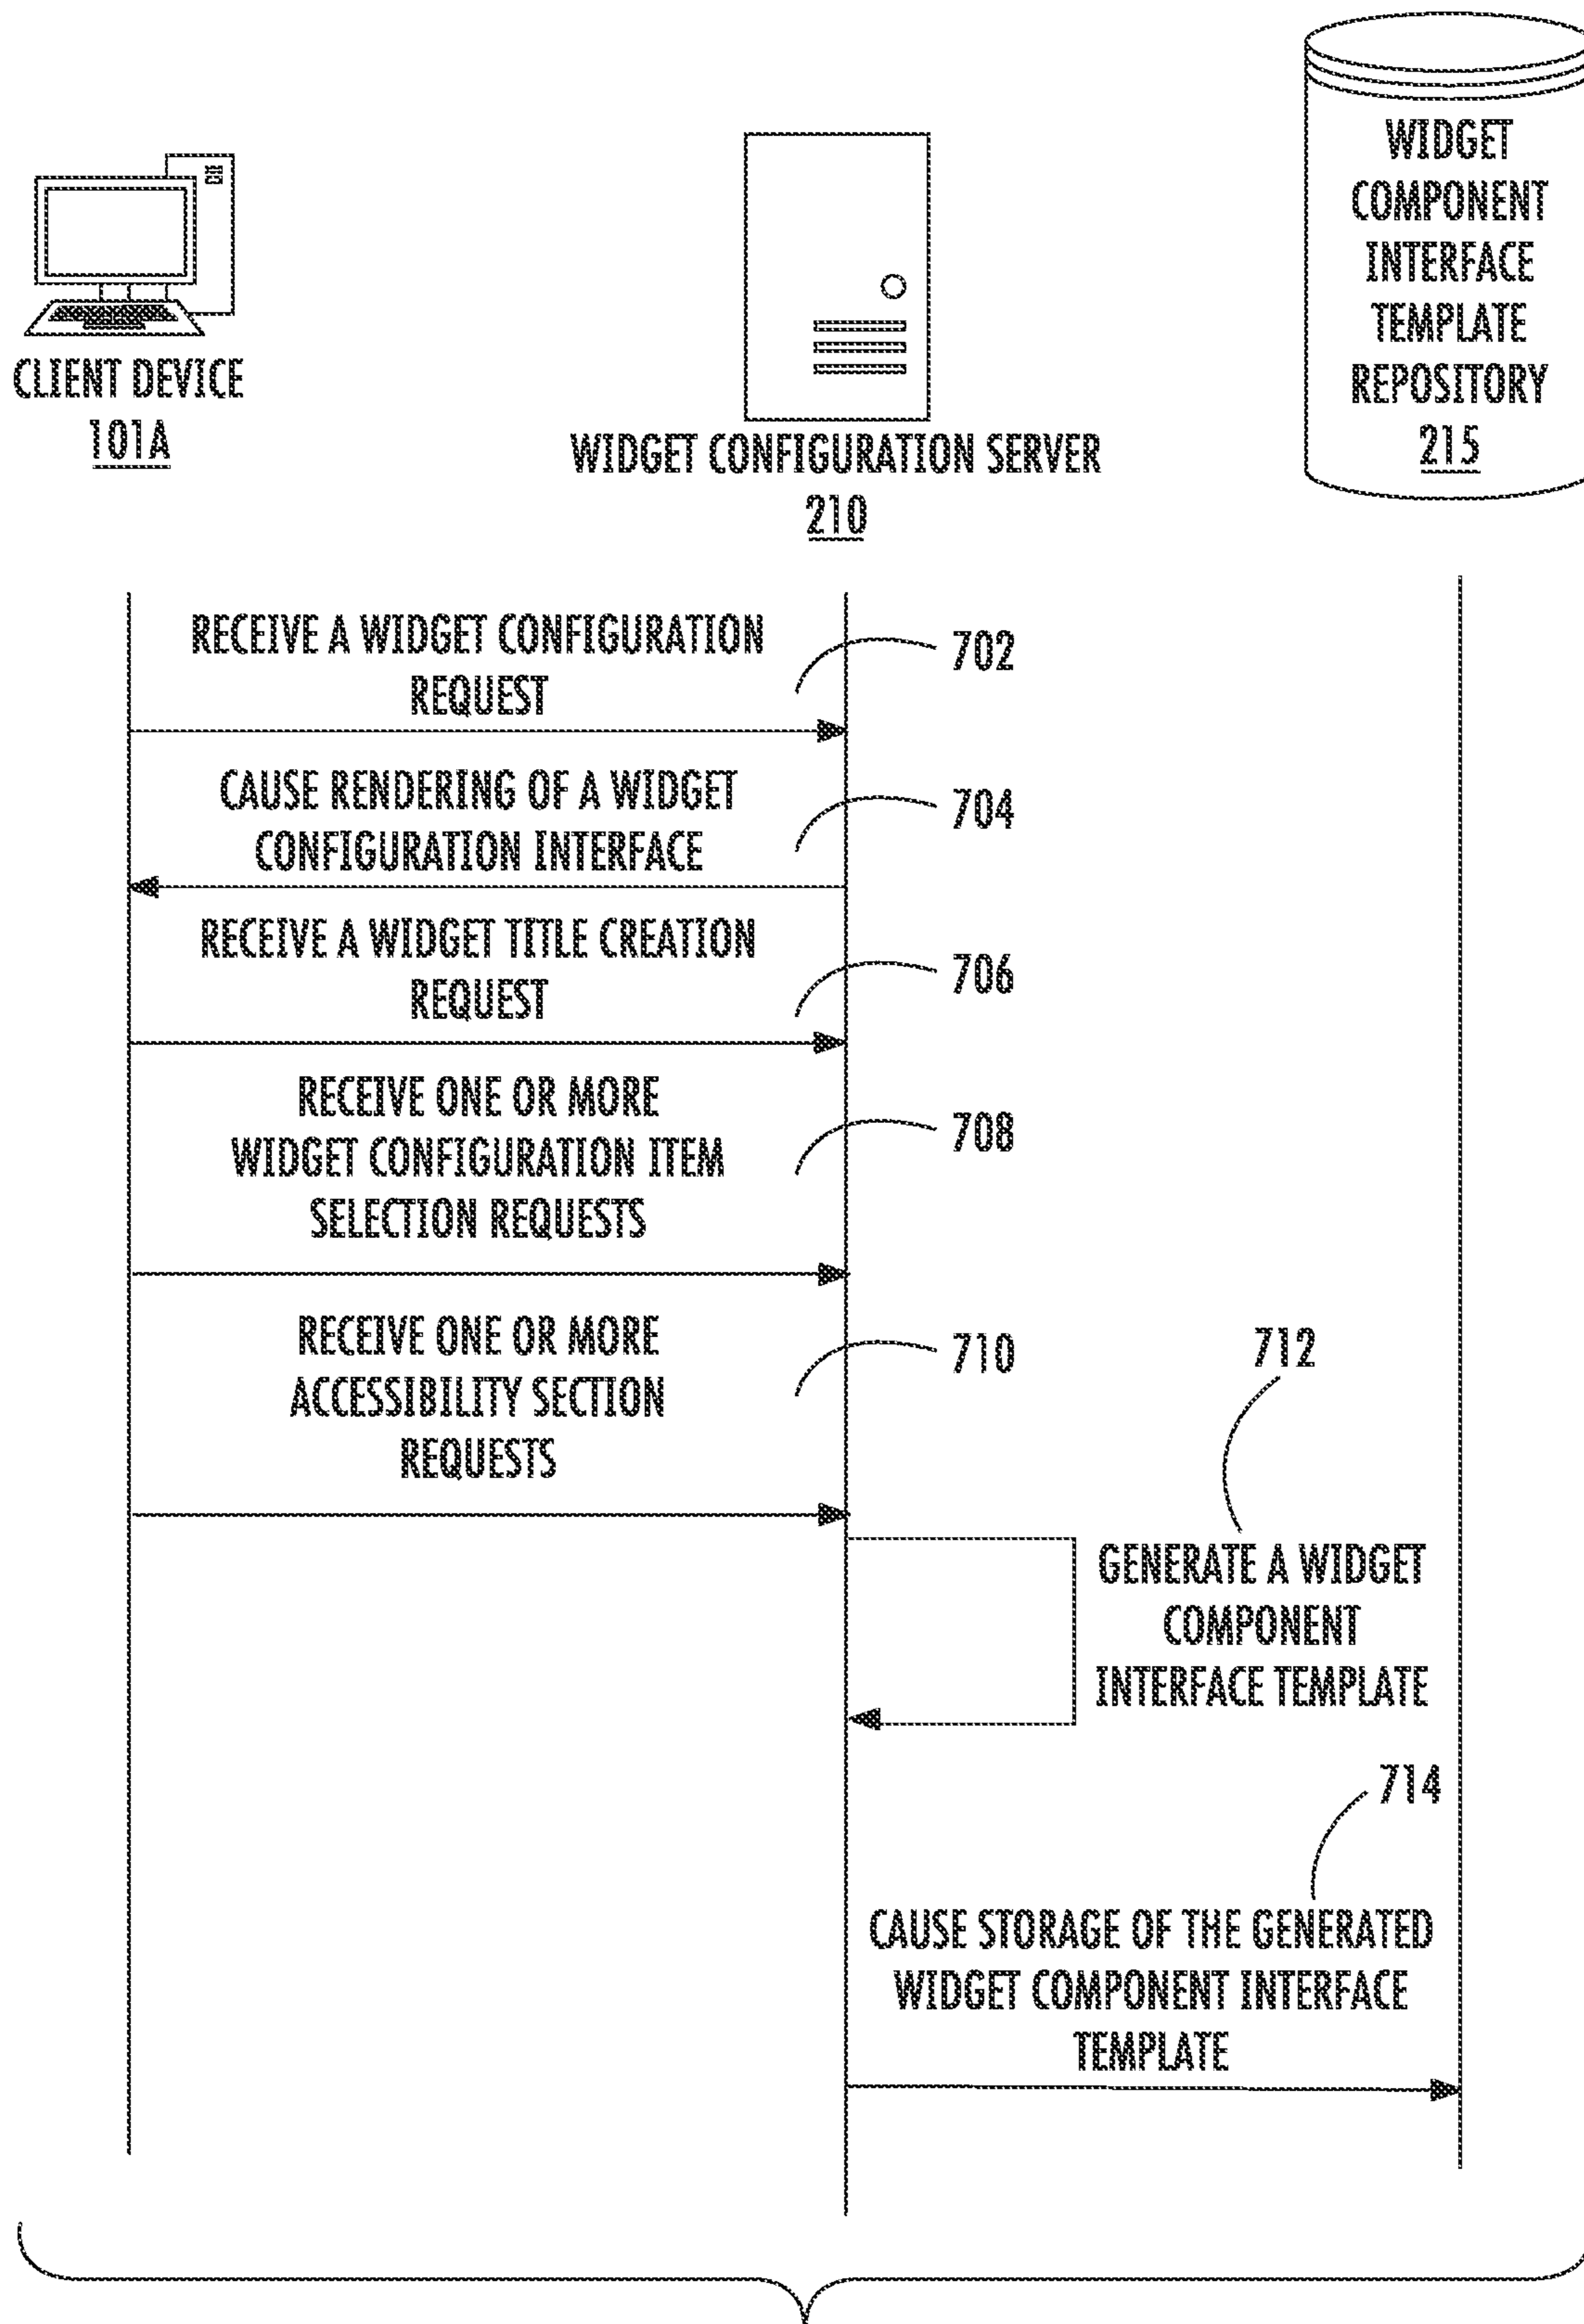 CLIENT DEVICE
101A
WIDGET CONFIGURATION SERVER
210
WIDGET
COMPONENT
INTERFACE
TEMPLATE
REPOSITORY
215
RECEIVE A WIDGET CONFIGURATION
REQUEST
702
CAUSE RENDERING OF A WIDGET
CONFIGURATION INTERFACE
704
RECEIVE A WIDGET TITLE CREATION
REQUEST
706
RECEIVE ONE OR MORE
WIDGET CONFIGURATION ITEM
SELECTION REQUESTS
708
RECEIVE ONE OR MORE
ACCESSIBILITY SECTION
REQUESTS
710
712
GENERATE A WIDGET
COMPONENT
INTERFACE TEMPLATE
714
CAUSE STORAGE OF THE GENERATED
WIDGET COMPONENT INTERFACE
TEMPLATE